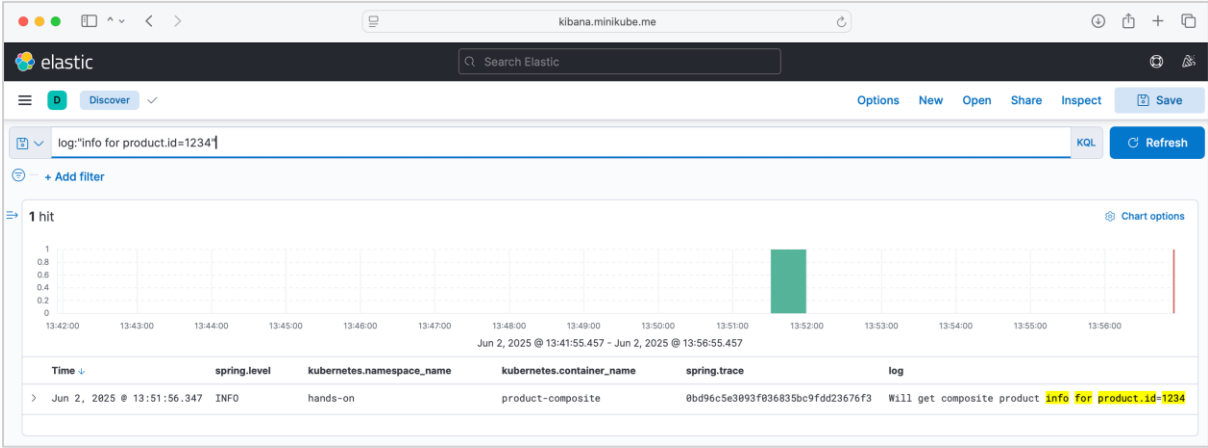 kibana.minikube.me
elastic
Search Elastic
D
Discover
Options New Open Share Inspect Save
log:"info for product.id=1234"
KQL
Refresh
+ Add filter
1 hit
Chart options
1
0.8
0.6
0.4
0.2
0
13:42:00 13:43:00 13:44:00 13:45:00 13:46:00 13:47:00 13:48:00 13:49:00 13:50:00 13:51:00 13:52:00 13:53:00 13:54:00 13:55:00 13:56:00
Jun 2, 2025 @ 13:41:55.457 - Jun 2, 2025 @ 13:56:55.457
Time spring.level kubernetes.namespace_name kubernetes.container_name spring.trace log
Jun 2, 2025 @ 13:51:56.347 INFO hands-on product-composite 0bd96c5e3093f036835bc9fdd23676f3 Will get composite product info for product.id=1234